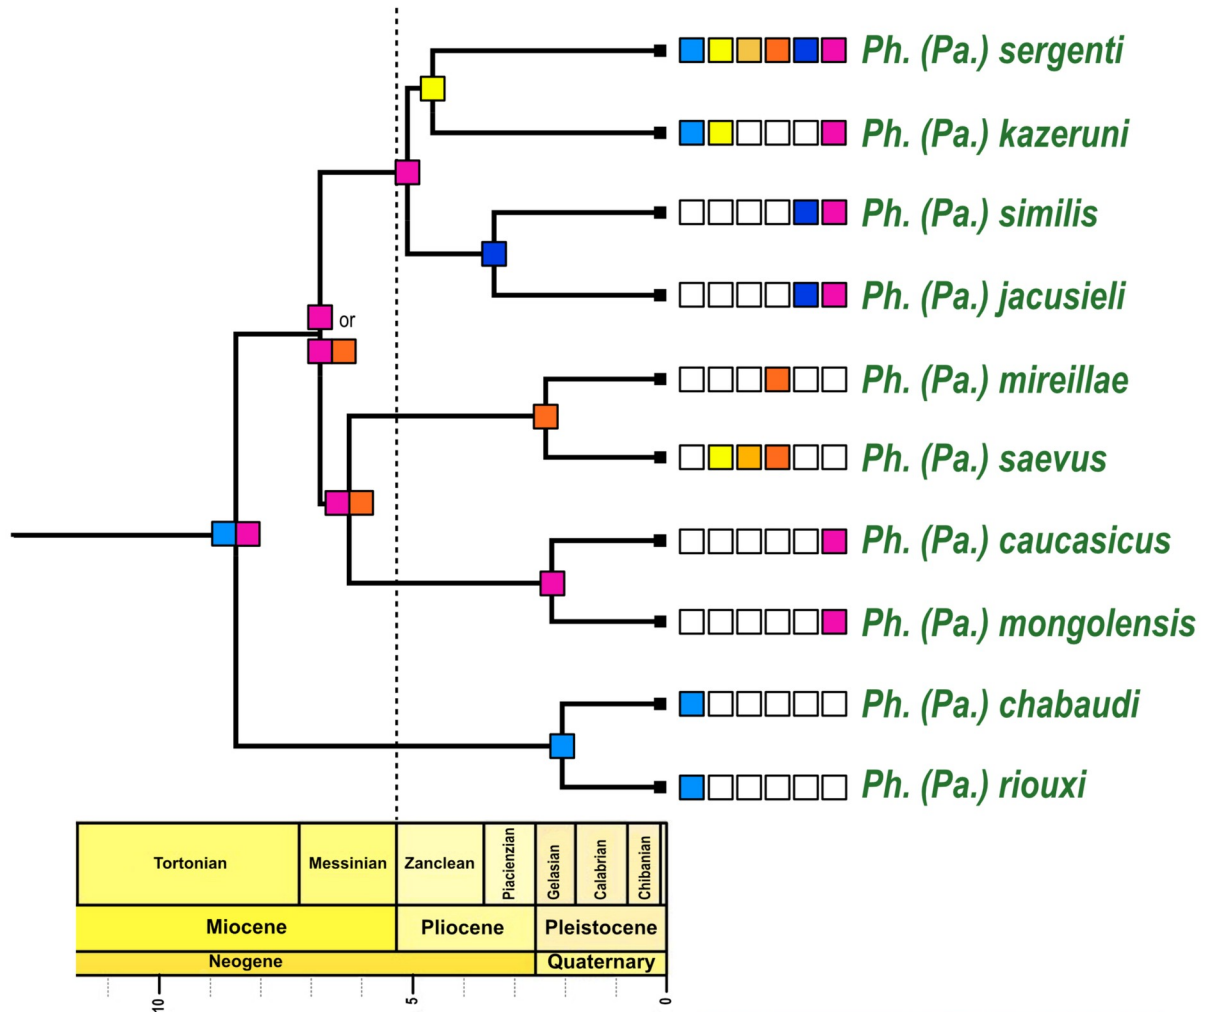 Ph. (Pa.) sergenti
Ph. (Pa.) kazeruni
Ph. (Pa.) similis
Ph. (Pa.) jacusieli
or
Ph. (Pa.) mireillae
Ph. (Pa.) saevus
Ph. (Pa.) caucasicus
Ph. (Pa.) mongolensis
Ph. (Pa.) chabaudi
Ph. (Pa.) riouxi
Tortonian Messinian Zanclean Piacienzian Gelasian Calabrian Chibanian
Miocene Pliocene Pleistocene
Neogene Quaternary
10 5 0